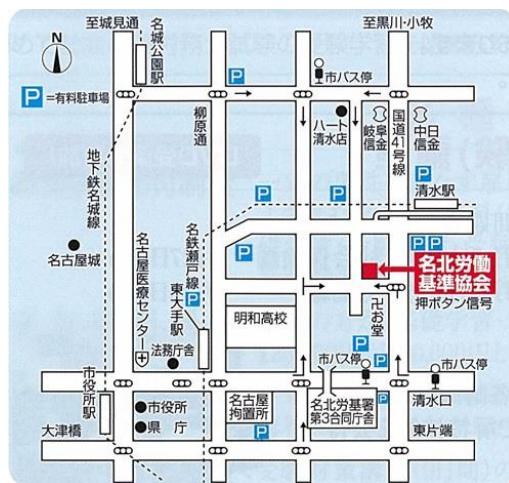 至城見通
至黒川・小牧
名城公園駅
P
市バス停
P=有料駐車場
柳原通
ハート
清水店
岐阜
信金
国道41号線
中日
信金
地下鉄名城線
P
P
P
清水駅
名鉄瀬戸線
名古屋城
P
P P
名北労働
基準協会
名古屋医療センター
東大手駅
P
押ボタン信号
明和高校
卍お堂
法務庁舎
市バス停
P
市バス停
市役所駅
市役所
県庁
名古屋
拘置所
名北労基署
第3合同庁舎
P
清水口
大津橋
P
東片端